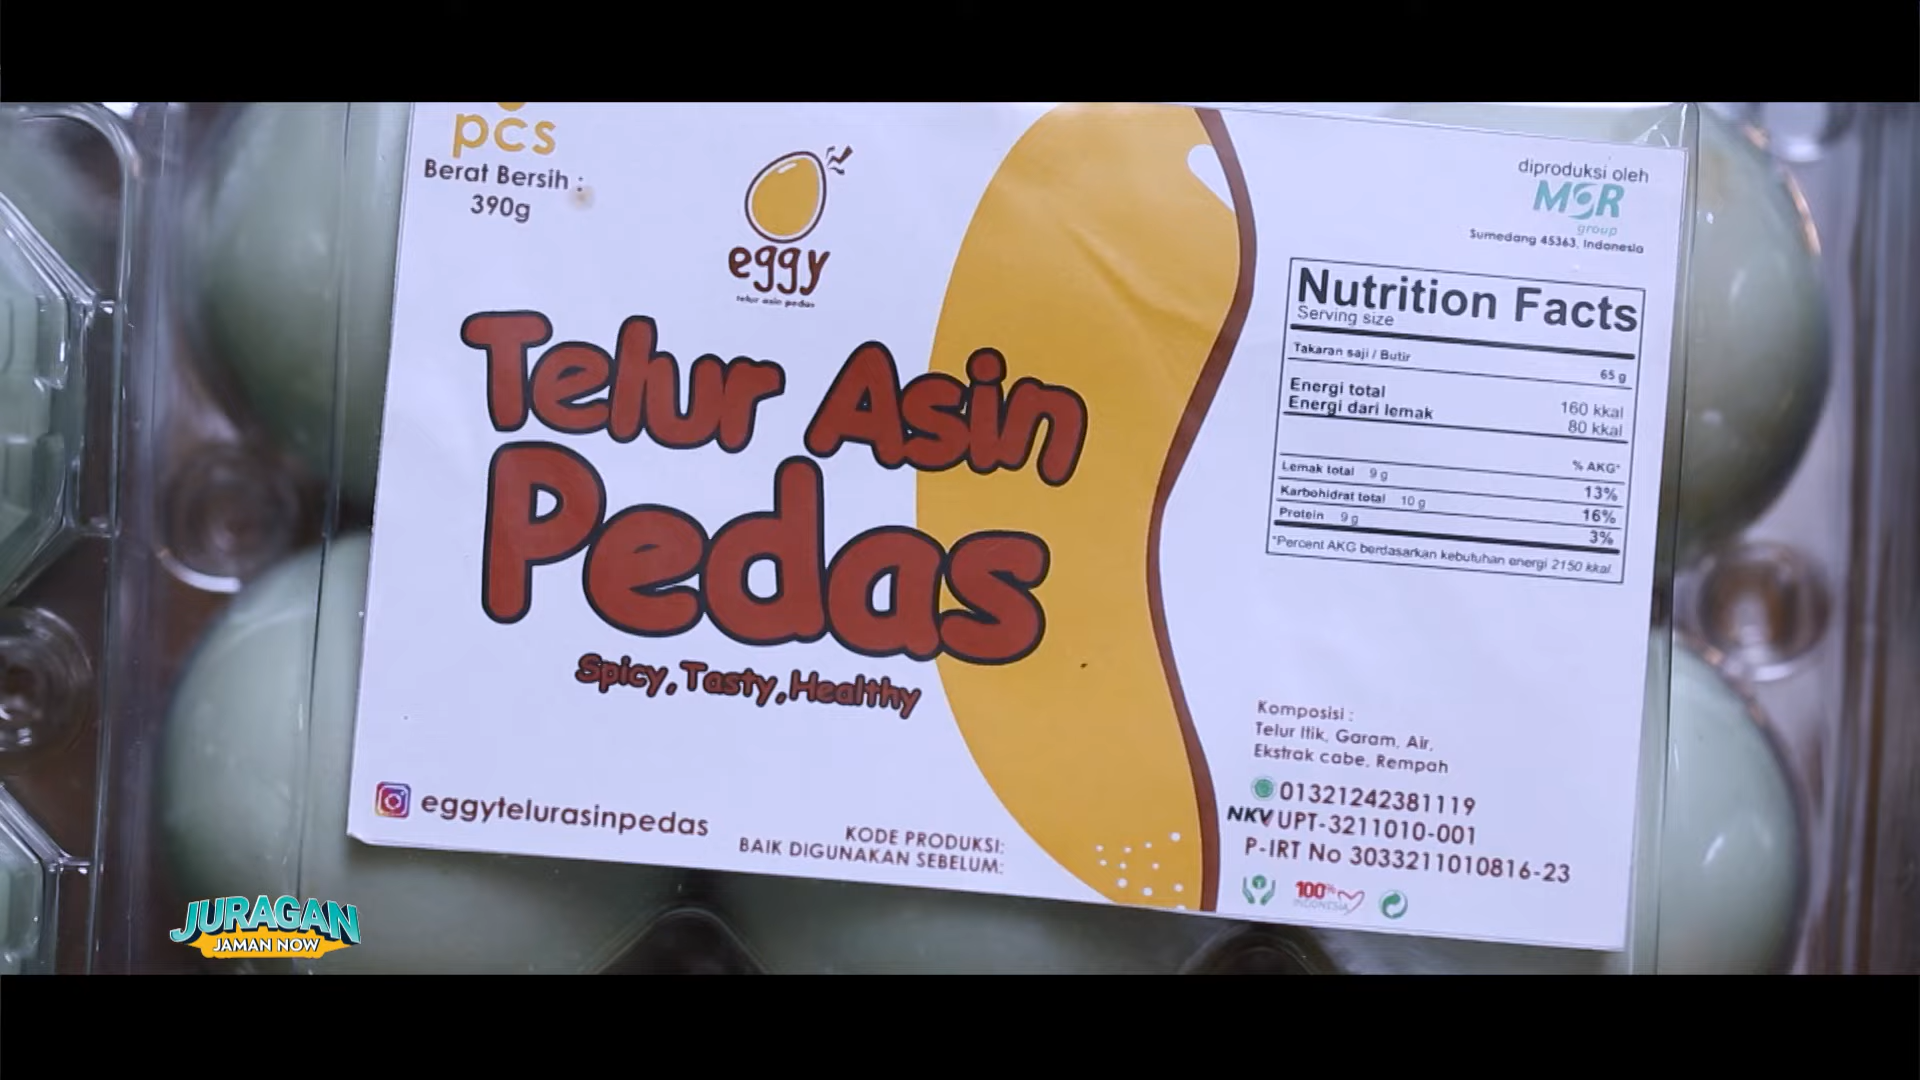 pcs
Berat Bersih :
390g
eggy
telur asin pedas
Telur Asin
Pedas
Spicy, Tasty, Healthy
eggytelurasinpedas
KODE PRODUKSI:
BAIK DIGUNAKAN SEBELUM:
diproduksi oleh
MSR
group
Sumedang 45363, Indonesia
Nutrition Facts
Serving size
Takaran saji / Butir
65 g
Energi total 160 kkal
Energi dari lemak 80 kkal
% AKG*
Lemak total 9 g 13%
Karbohidrat total 10 g 16%
Protein 9 g 3%
*Percent AKG berdasarkan kebutuhan energi 2150 kkal.
Komposisi :
Telur Itik, Garam, Air,
Ekstrak cabe, Rempah
01321242381119
NKV UPT-3211010-001
P-IRT No 3033211010816-23
100%
INDONESIA
JURAGAN
JAMAN NOW